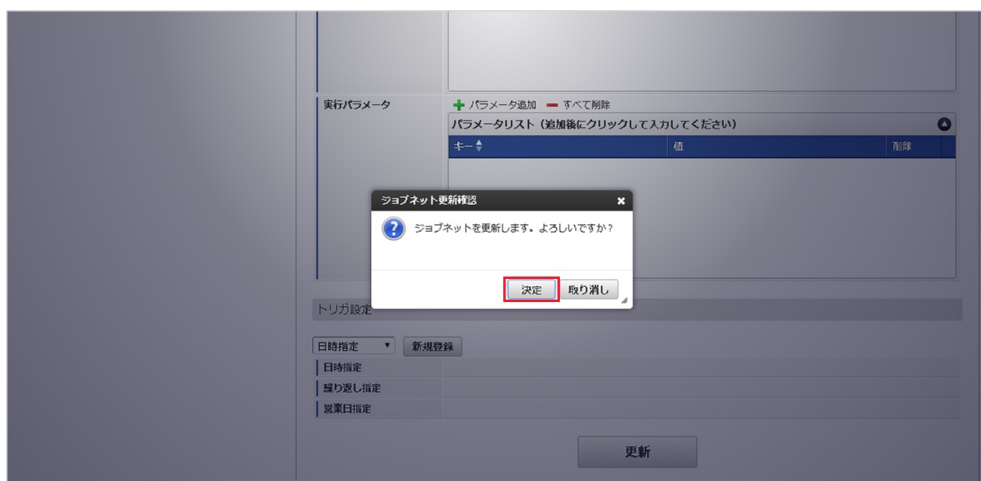 実行パラメータ
パラメータ追加 すべて削除
パラメータリスト（追加後にクリックして入力してください）
キー 値 削除
ジョブネット更新確認
ジョブネットを更新します。よろしいですか？
決定 取り消し
トリガ設定
日時指定 新規登録
日時指定
繰り返し指定
営業日指定
更新